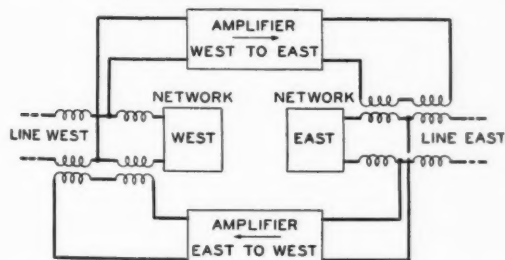 AMPLIFIER
WEST TO EAST
NETWORK
NETWORK
LINE WEST
WEST
EAST
LINE EAST
AMPLIFIER
EAST TO WEST